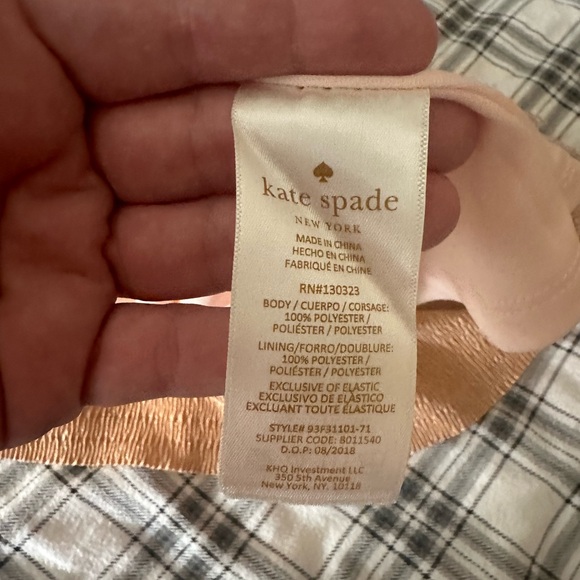 kate spade
NEW YORK
MADE IN CHINA
HECHO EN CHINA
FABRIQUÉ EN CHINE
RN#130323
BODY / CUERPO / CORSAGE:
100% POLYESTER /
POLIÉSTER / POLYESTER
LINING/FORRO/DOUBLURE:
100% POLYESTER /
POLIÉSTER / POLYESTER
EXCLUSIVE OF ELASTIC
EXCLUSIVO DE ELÁSTICO
EXCLUANT TOUTE ÉLASTIQUE
STYLE# 93F31101-71
SUPPLIER CODE: 8011540
D.O.P: 08/2018
KHQ Investment LLC
350 5th Avenue
New York, NY. 10118